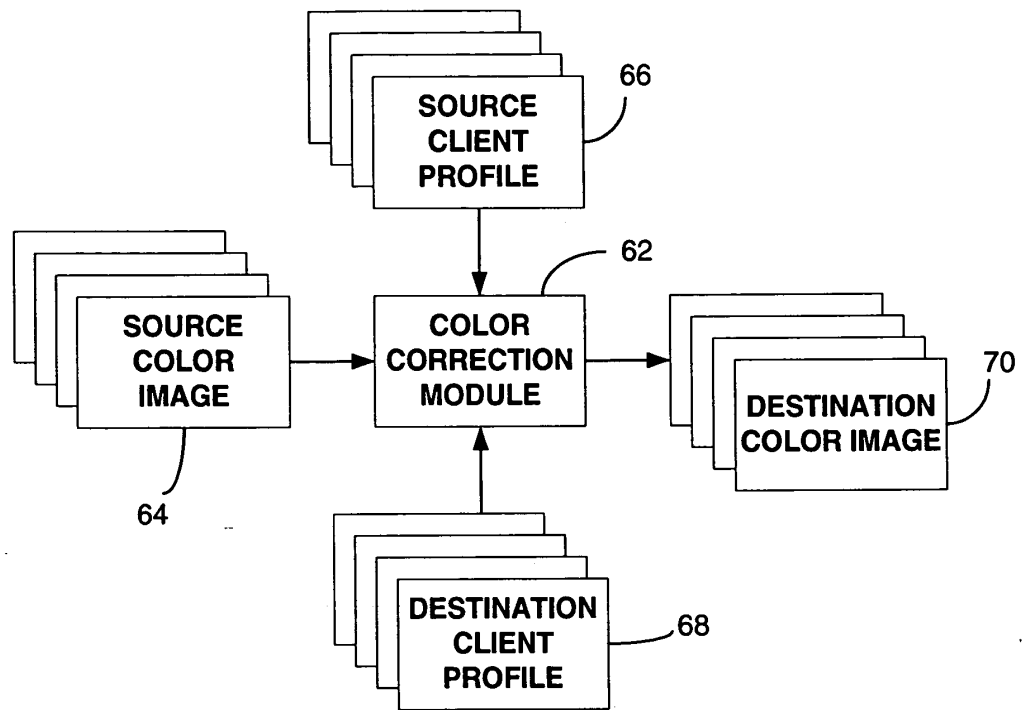 66
SOURCE
CLIENT
PROFILE
62
SOURCE
COLOR
IMAGE
COLOR
CORRECTION
MODULE
70
DESTINATION
COLOR IMAGE
64
DESTINATION
CLIENT
PROFILE
68